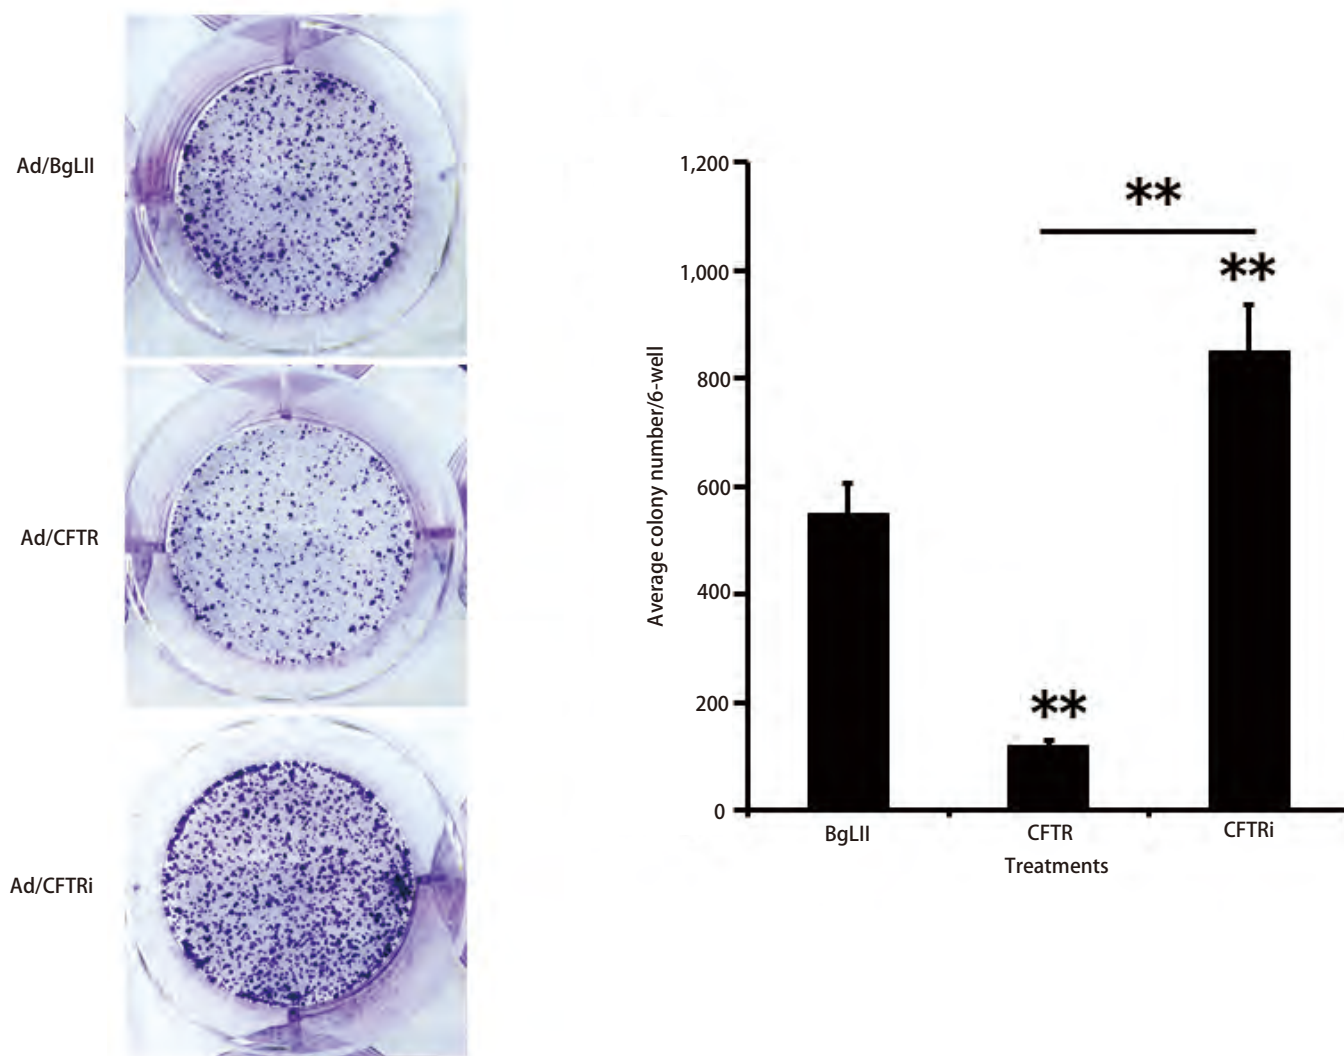 Ad/BgLII
Ad/CFTR
Ad/CFTRi
Average colony number/6-well
1,200
1,000
800
600
400
200
0
**
**
**
BgLII
CFTR
CFTRi
Treatments